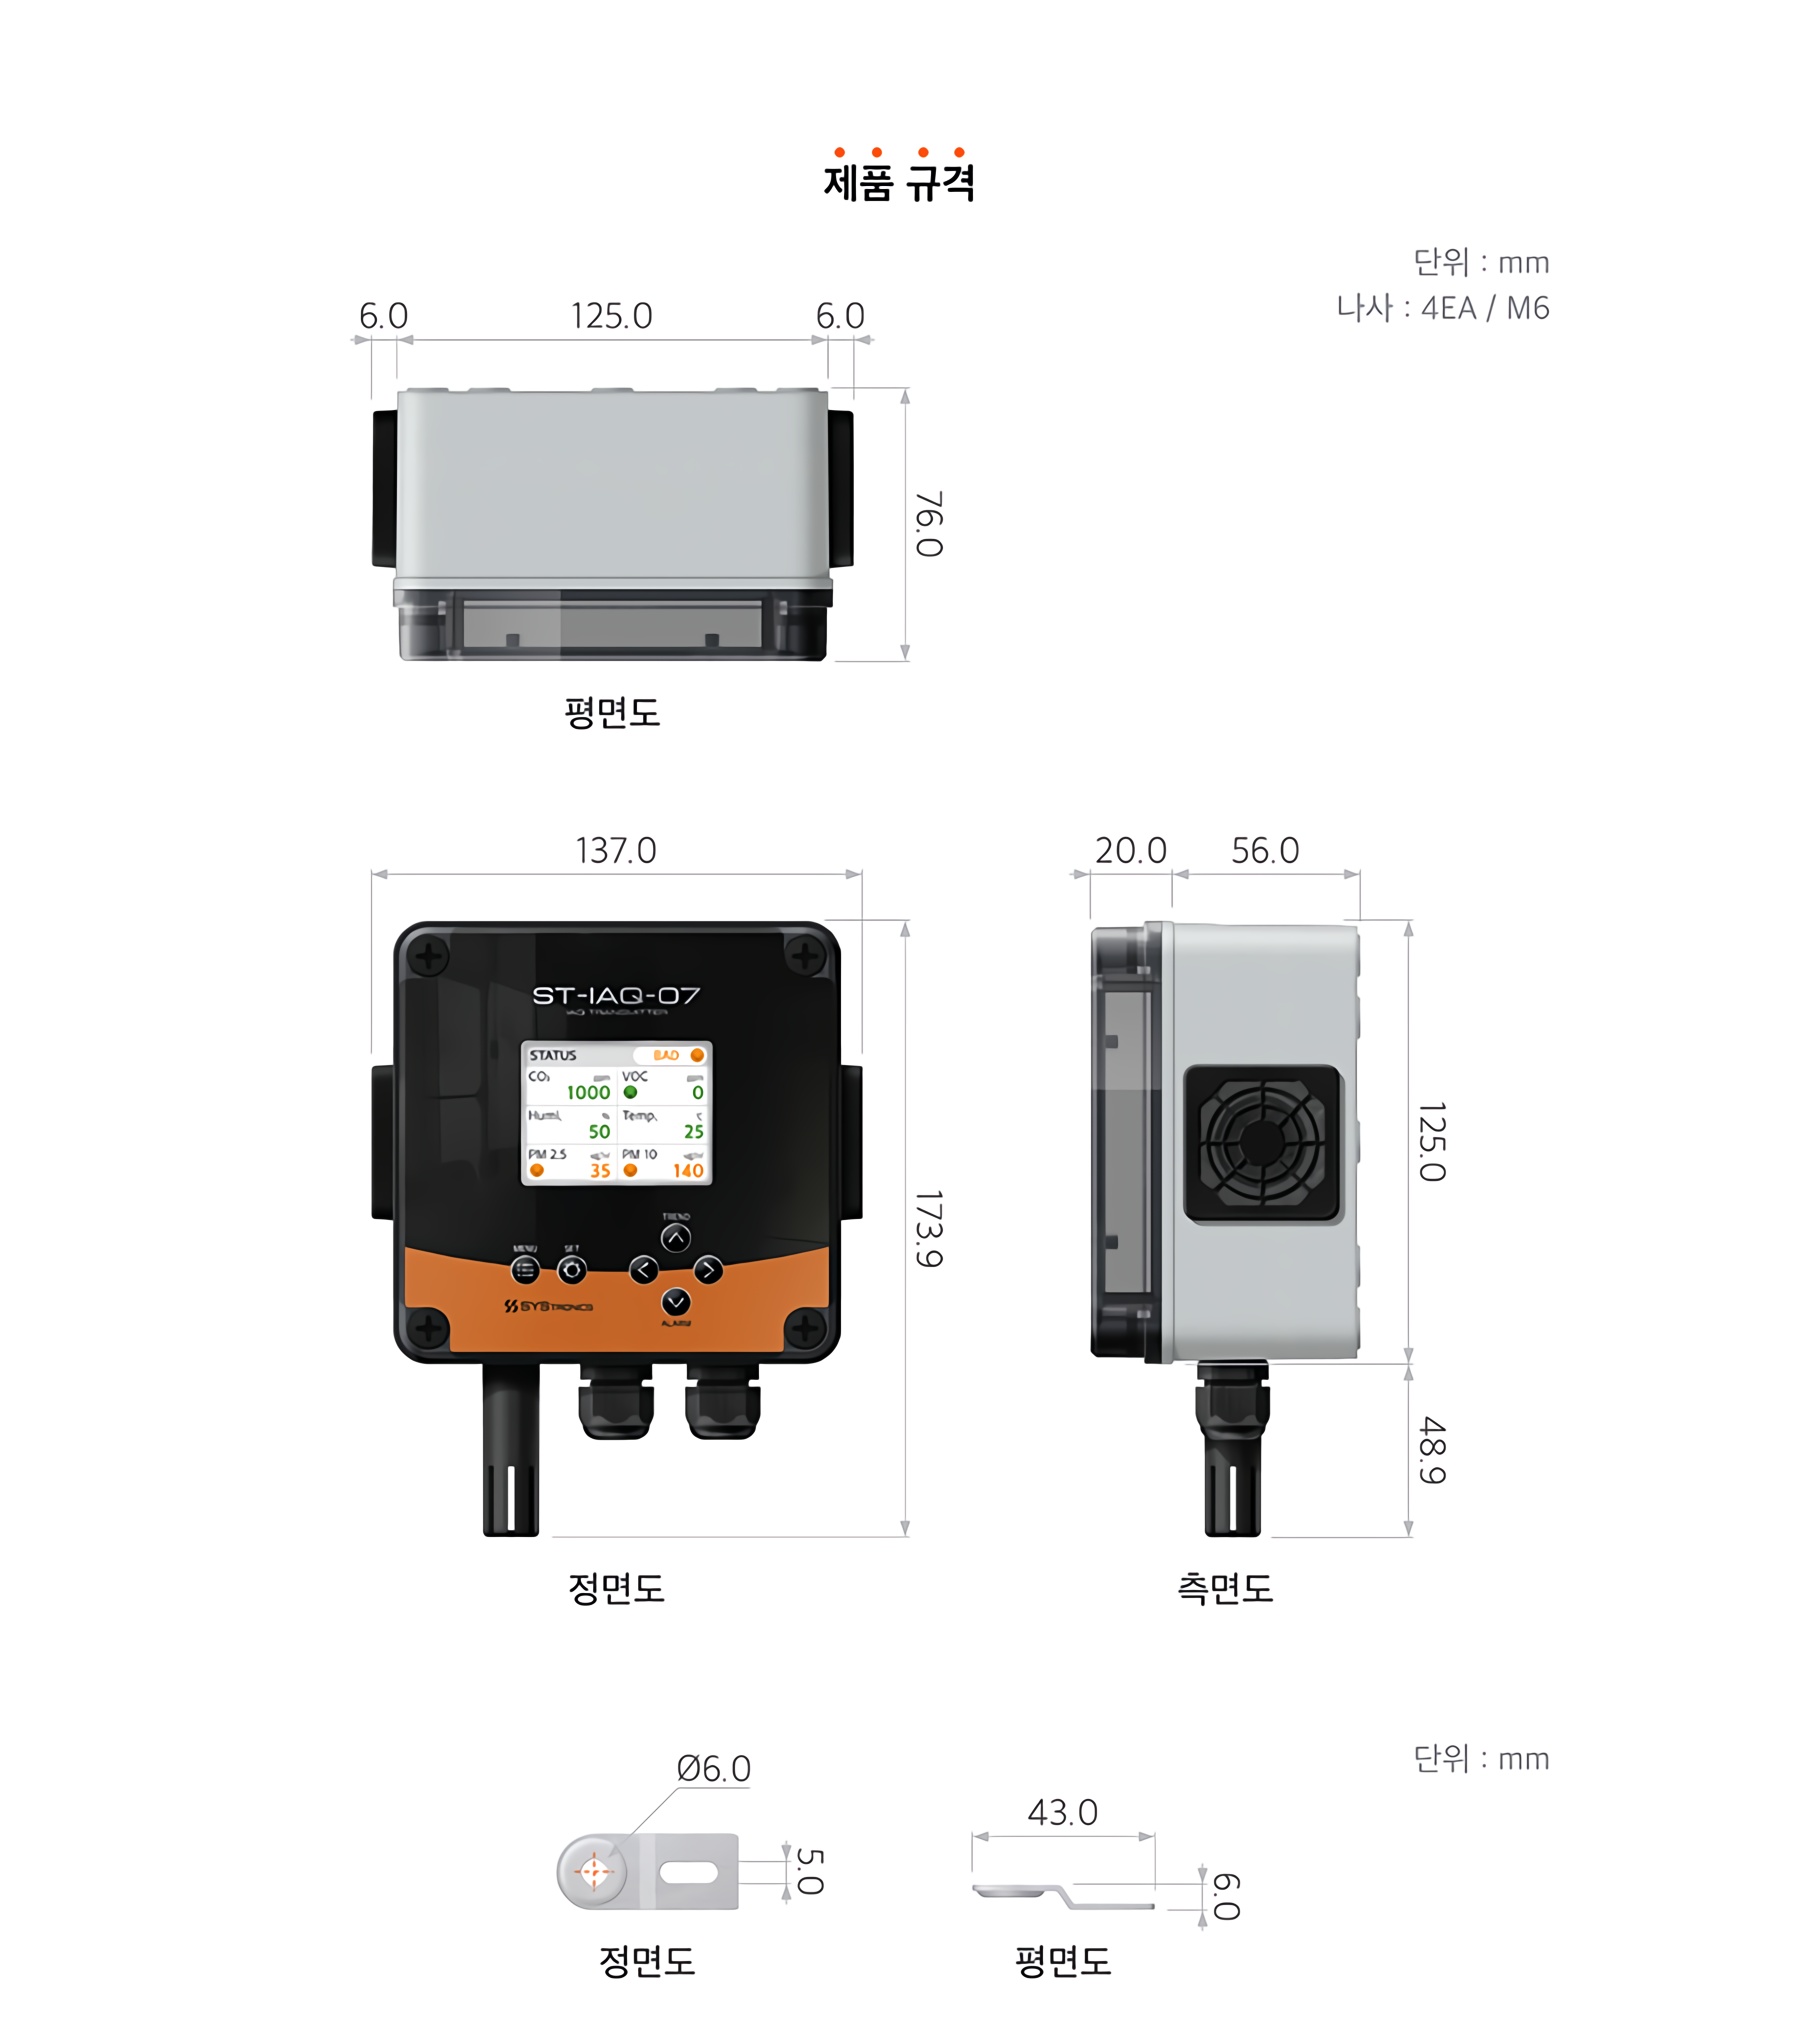 제품 규격
단위 : mm
나사 : 4EA / M6
6.0 125.0 6.0
76.0
평면도
137.0
20.0 56.0
ST-IAQ-07
STATUS BAD
CO₂ VOC
1000 0
Humi. Temp.
50 25
PM 2.5 PM 10
35 140
TREND
MENU SET
SYSTRONICS
ALARM
173.9
125.0
48.9
정면도
측면도
단위 : mm
Ø6.0
5.0
43.0
6.0
정면도
평면도